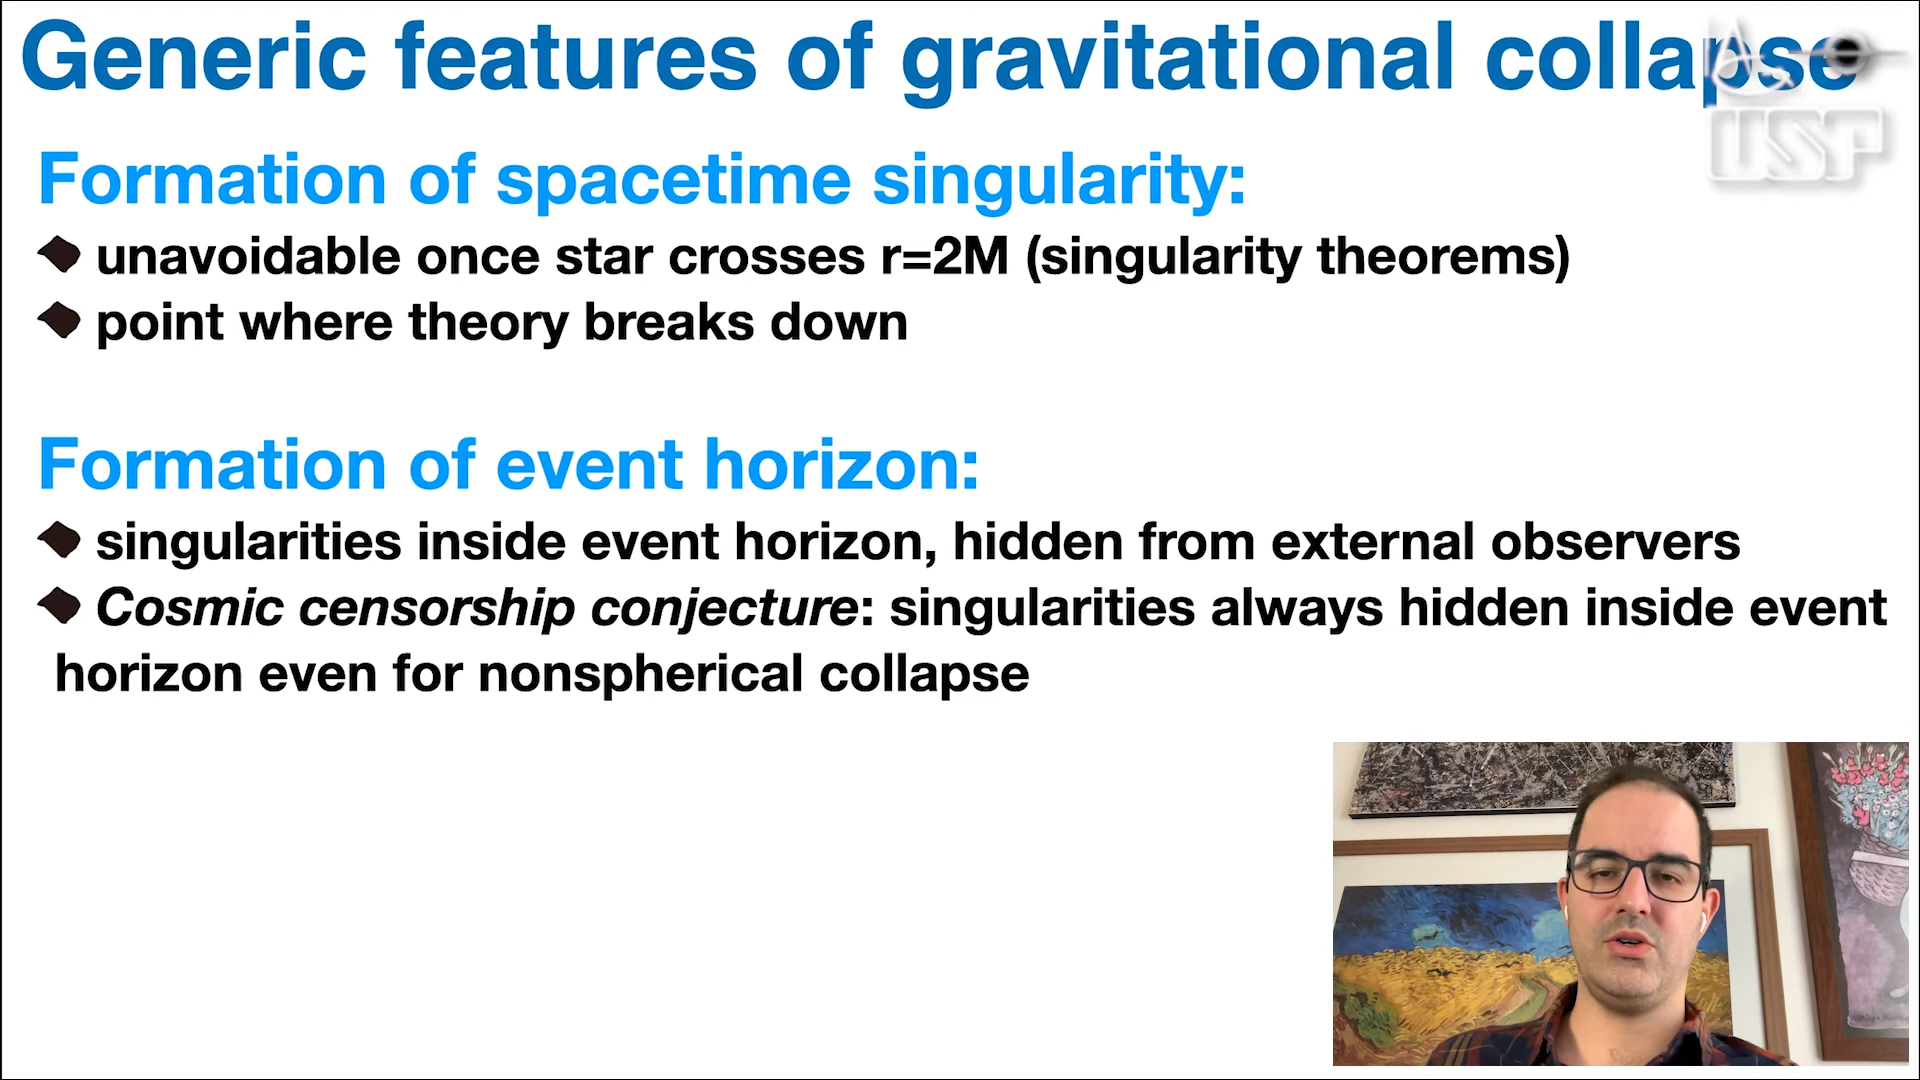 Generic features of gravitational collapse
USP
Formation of spacetime singularity:
unavoidable once star crosses r=2M (singularity theorems)
point where theory breaks down
Formation of event horizon:
singularities inside event horizon, hidden from external observers
Cosmic censorship conjecture: singularities always hidden inside event
horizon even for nonspherical collapse